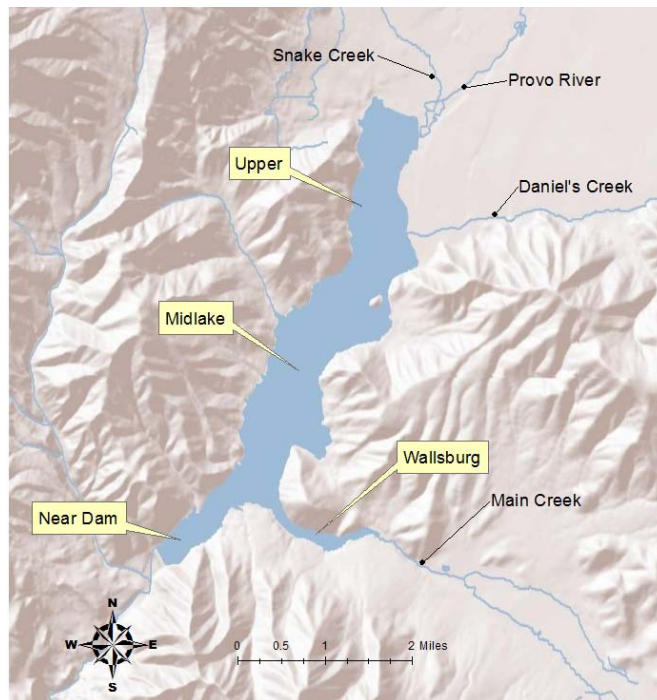 Snake Creek
Provo River
Upper
Daniel's Creek
Midlake
Wallsburg
Main Creek
Near Dam
N
W E
S
0 0.5 1 2 Miles